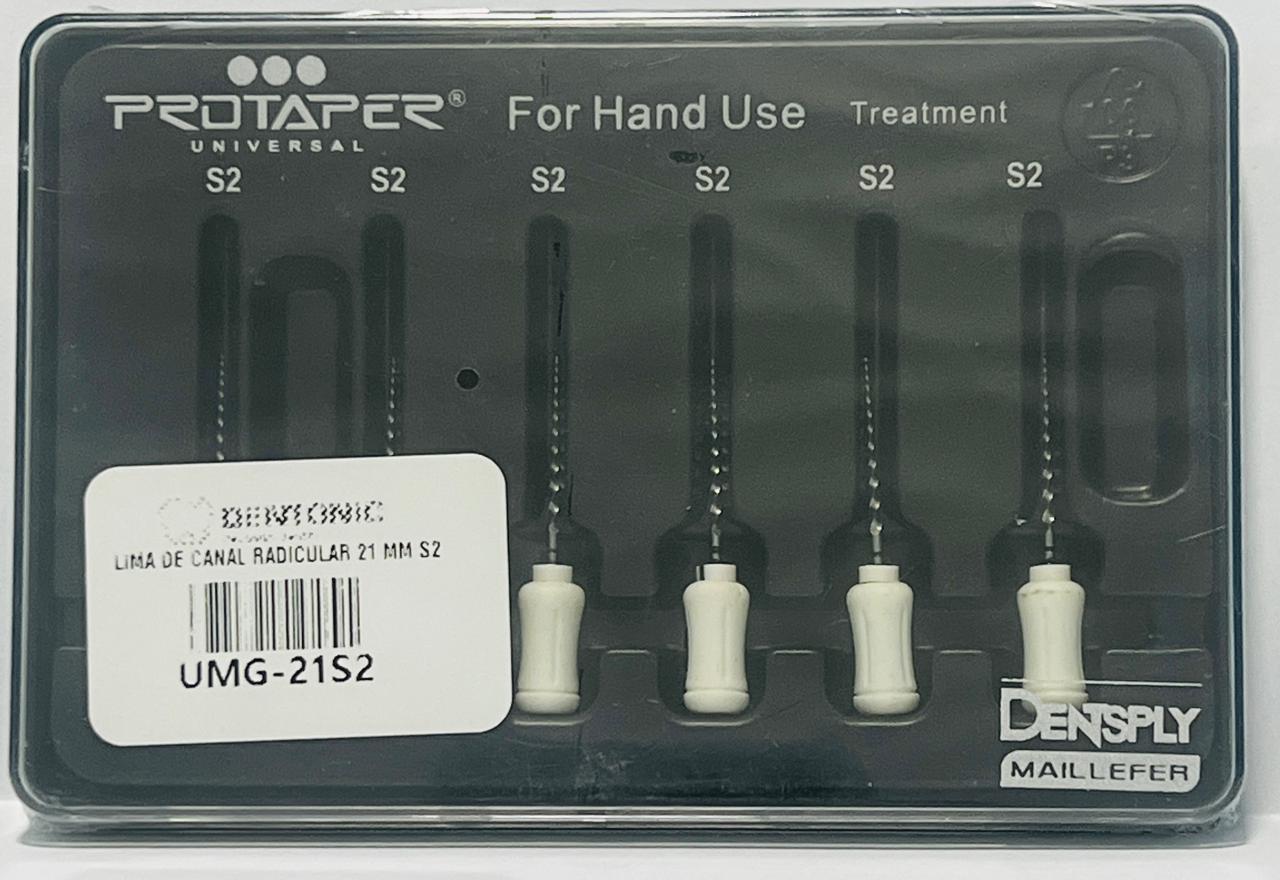 PROTAPER®
UNIVERSAL
For Hand Use
Treatment
S2 S2 S2 S2 S2 S2
DENTONIC
LIMA DE CANAL RADICULAR 21 MM S2
UMG-21S2
DENTSPLY
MAILLEFER